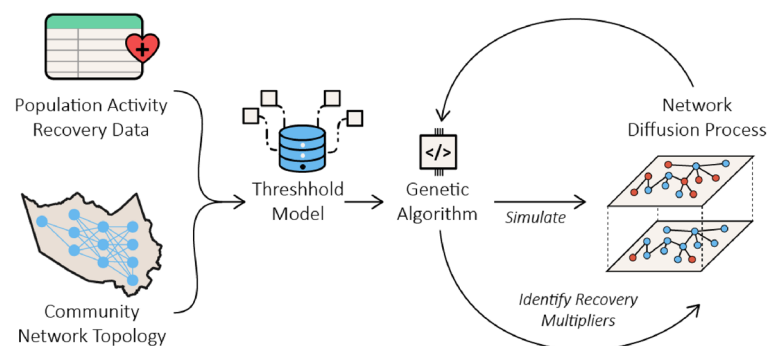 Population Activity
Recovery Data
Community
Network Topology
Threshhold
Model
</>
Genetic
Algorithm
Simulate
Identify Recovery
Multipliers
Network
Diffusion Process